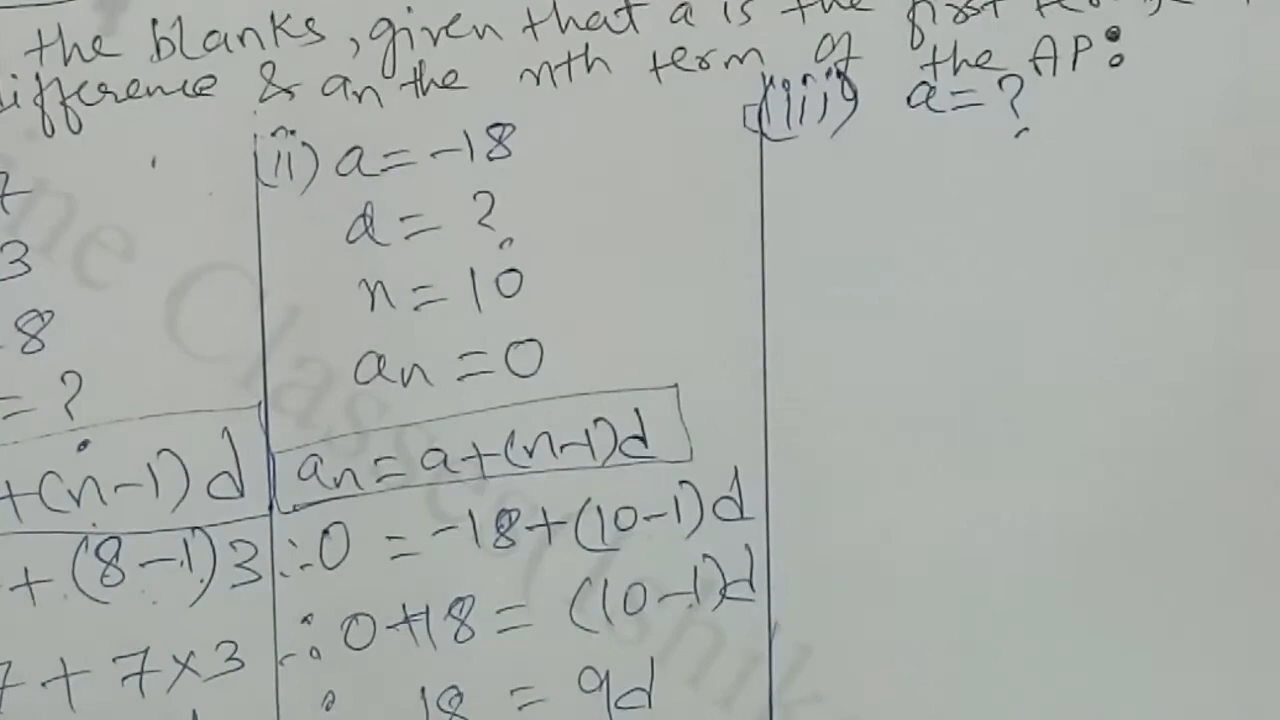 the blanks, given that a is the first
difference & an the nth term of the AP:
7
3
8
= ?
+(n-1)d
+ (8-1)3
7 + 7×3
(ii) a = -18
d = ?
n = 10
an = 0
an = a+(n-1)d
∴0 = -18+(10-1)d
∴0+18 = (10-1)d
18 = 9d
(iii) a = ?